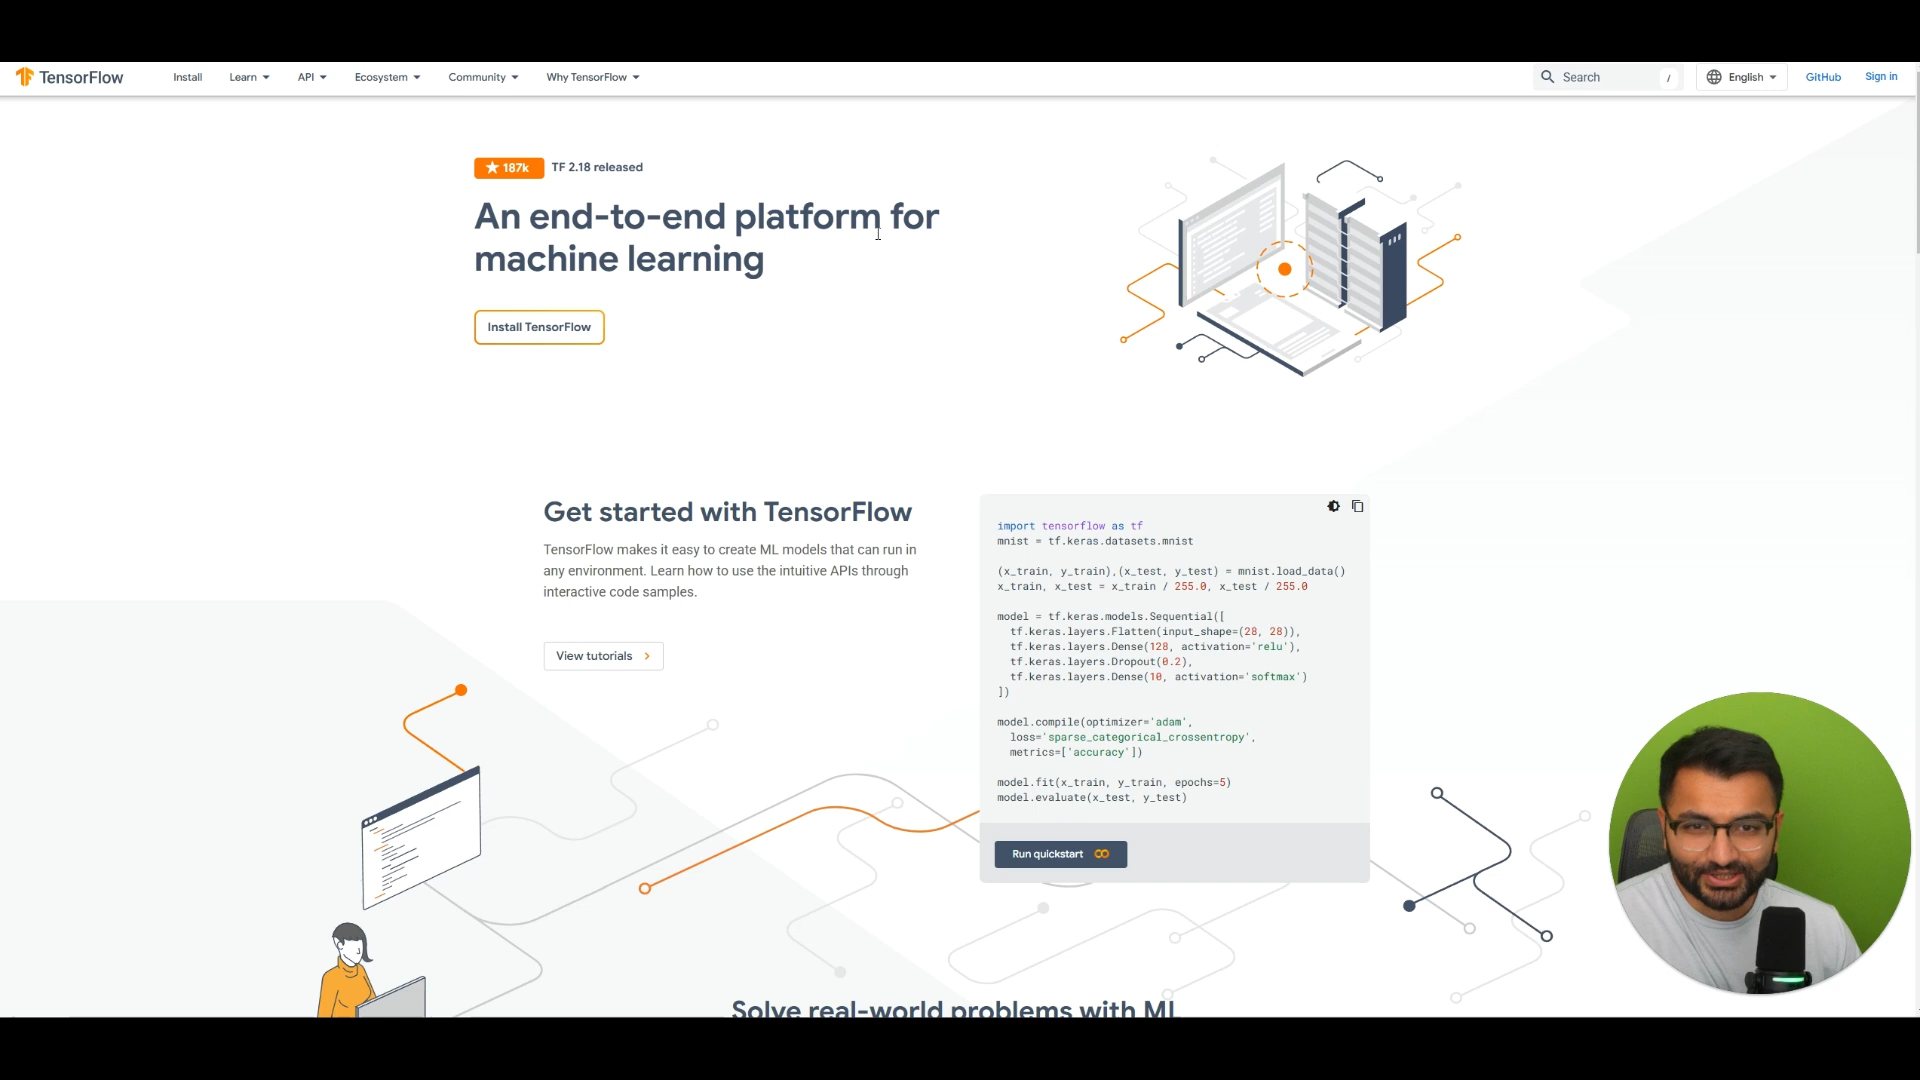 TensorFlow
Install
Learn
API
Ecosystem
Community
Why TensorFlow
Search
/
English
GitHub
Sign in
187k
TF 2.18 released
An end-to-end platform for
machine learning
Install TensorFlow
Get started with TensorFlow
TensorFlow makes it easy to create ML models that can run in
any environment. Learn how to use the intuitive APIs through
interactive code samples.
View tutorials
import tensorflow as tf
mnist = tf.keras.datasets.mnist
(x_train, y_train),(x_test, y_test) = mnist.load_data()
x_train, x_test = x_train / 255.0, x_test / 255.0
model = tf.keras.models.Sequential([
  tf.keras.layers.Flatten(input_shape=(28, 28)),
  tf.keras.layers.Dense(128, activation='relu'),
  tf.keras.layers.Dropout(0.2),
  tf.keras.layers.Dense(10, activation='softmax')
])
model.compile(optimizer='adam',
  loss='sparse_categorical_crossentropy',
  metrics=['accuracy'])
model.fit(x_train, y_train, epochs=5)
model.evaluate(x_test, y_test)
Run quickstart
Solve real-world problems with ML